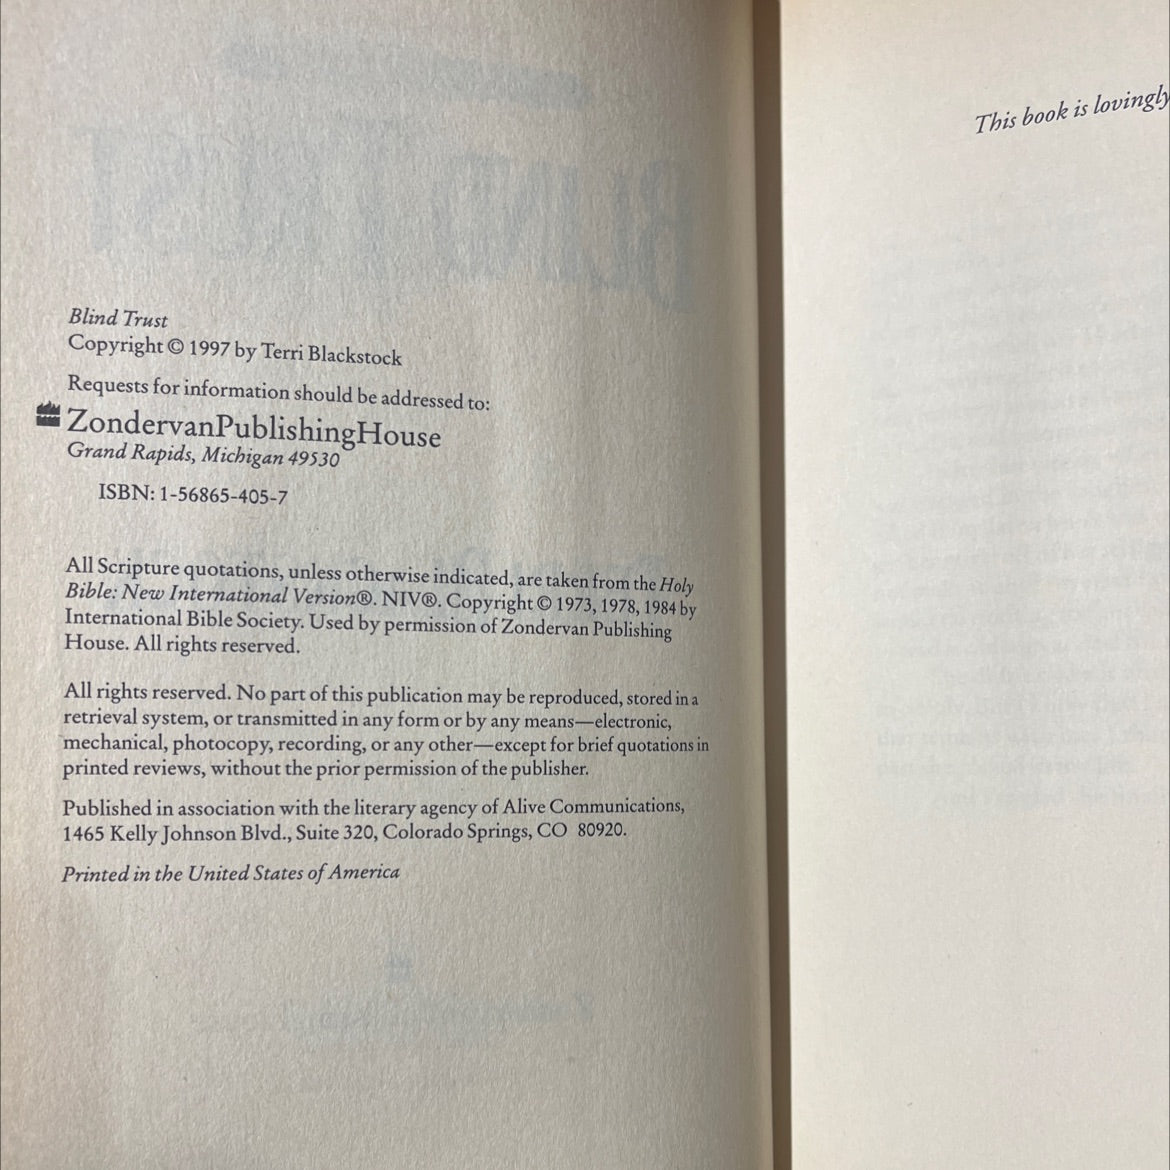 Blind Trust
Copyright © 1997 by Terri Blackstock
Requests for information should be addressed to:
ZondervanPublishingHouse
Grand Rapids, Michigan 49530
ISBN: 1-56865-405-7
All Scripture quotations, unless otherwise indicated, are taken from the Holy
Bible: New International Version®. NIV®. Copyright © 1973, 1978, 1984 by
International Bible Society. Used by permission of Zondervan Publishing
House. All rights reserved.
All rights reserved. No part of this publication may be reproduced, stored in a
retrieval system, or transmitted in any form or by any means—electronic,
mechanical, photocopy, recording, or any other—except for brief quotations in
printed reviews, without the prior permission of the publisher.
Published in association with the literary agency of Alive Communications,
1465 Kelly Johnson Blvd., Suite 320, Colorado Springs, CO 80920.
Printed in the United States of America
This book is lovingly